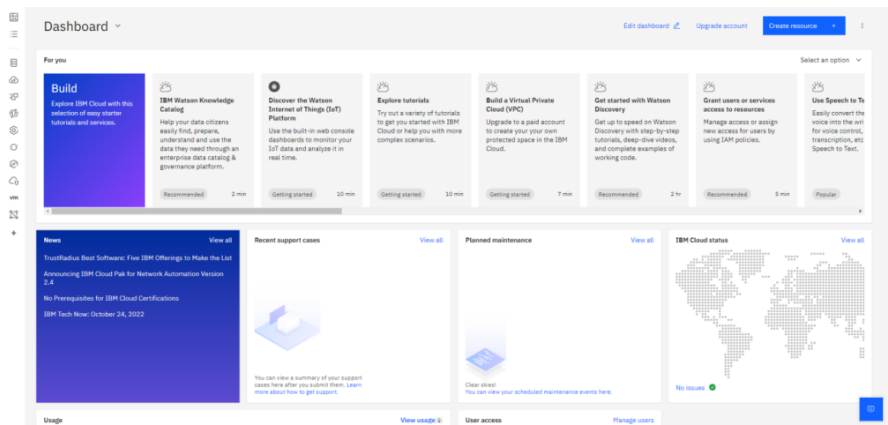 Dashboard
Edit dashboard
Upgrade account
Create resource +
For you
Select an option
Build
Explore IBM Cloud with this
selection of easy starter
tutorials and services.
IBM Watson Knowledge
Catalog
Help your data citizens
easily find, prepare,
understand and use the
data they need through an
enterprise data catalog &
governance platform.
Recommended
2 min
Discover the Watson
Internet of Things (IoT)
Platform
Use the built-in web console
dashboards to monitor your
IoT data and analyze it in
real time.
Getting started
10 min
Explore tutorials
Try out a variety of tutorials
to get you started with IBM
Cloud or help you with more
complex scenarios.
Getting started
10 min
Build a Virtual Private
Cloud (VPC)
Upgrade to a paid account
to create your your own
protected space in the IBM
Cloud.
Getting started
7 min
Get started with Watson
Discovery
Get up to speed on Watson
Discovery with step-by-step
tutorials, deep-dive videos,
and complete examples of
working code.
Recommended
2 hr
Grant users or services
access to resources
Manage access or assign
new access for users by
using IAM policies.
Recommended
5 min
Use Speech to Te
Easily convert the
voice into the wri
for voice control,
transcription, etc
Speech to Text.
Popular
vm
News
View all
TrustRadius Best Software: Five IBM Offerings to Make the List
Announcing IBM Cloud Pak for Network Automation Version
2.4
No Prerequisites for IBM Cloud Certifications
IBM Tech Now: October 24, 2022
Recent support cases
View all
You can view a summary of your support
cases here after you submit them. Learn
more about how to get support.
Planned maintenance
View all
Clear skies!
You can view your scheduled maintenance events here.
IBM Cloud status
View all
No issues
Usage
View usage
User access
Manage users